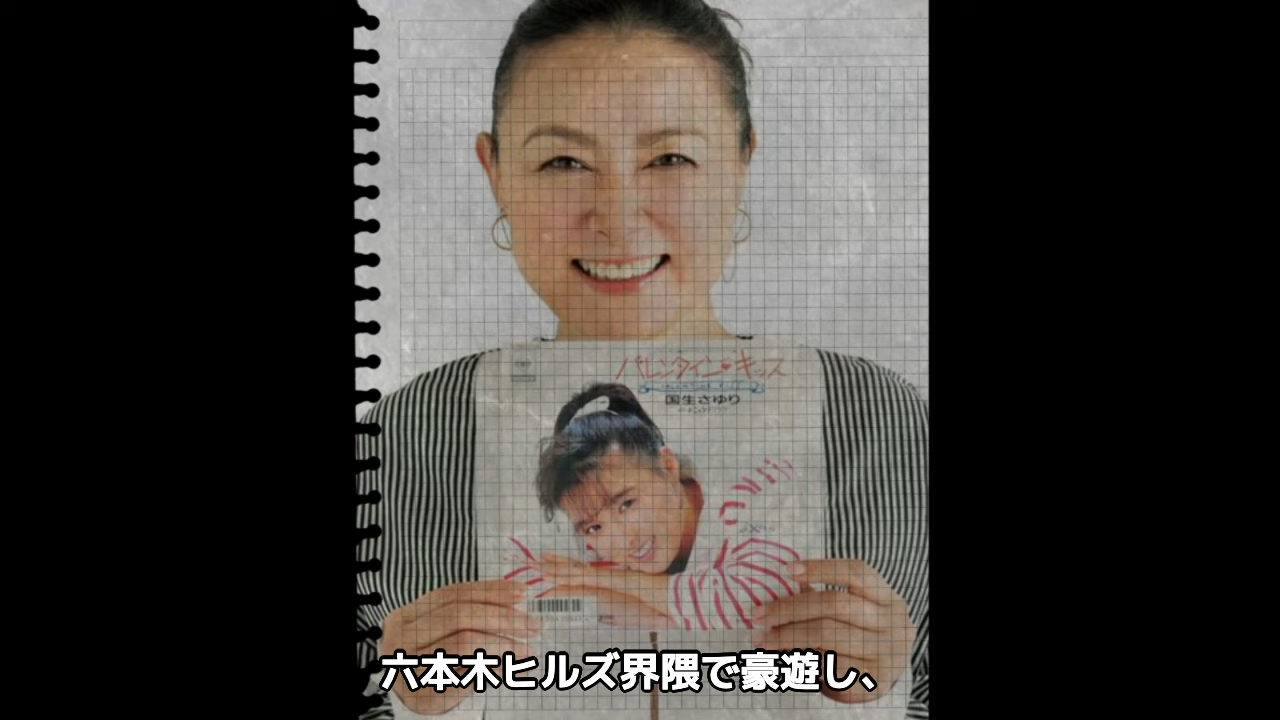 バレンタイン・キッス
国生さゆり
六本木ヒルズ界隈で豪遊し、